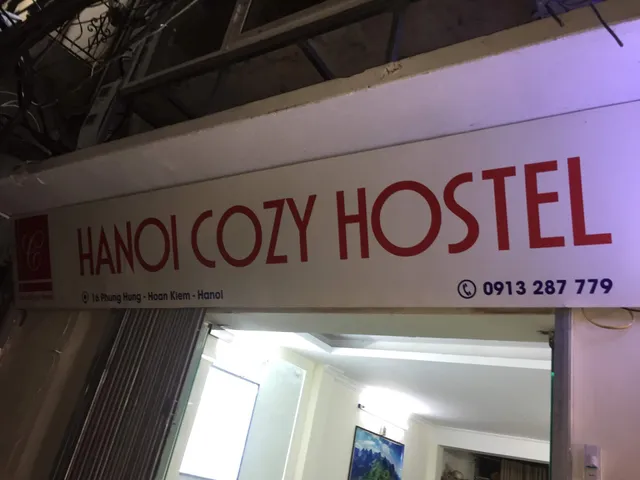 HANOI COZY HOSTEL
16 Phung Hung - Hoan Kiem - Hanoi
0913 287 779